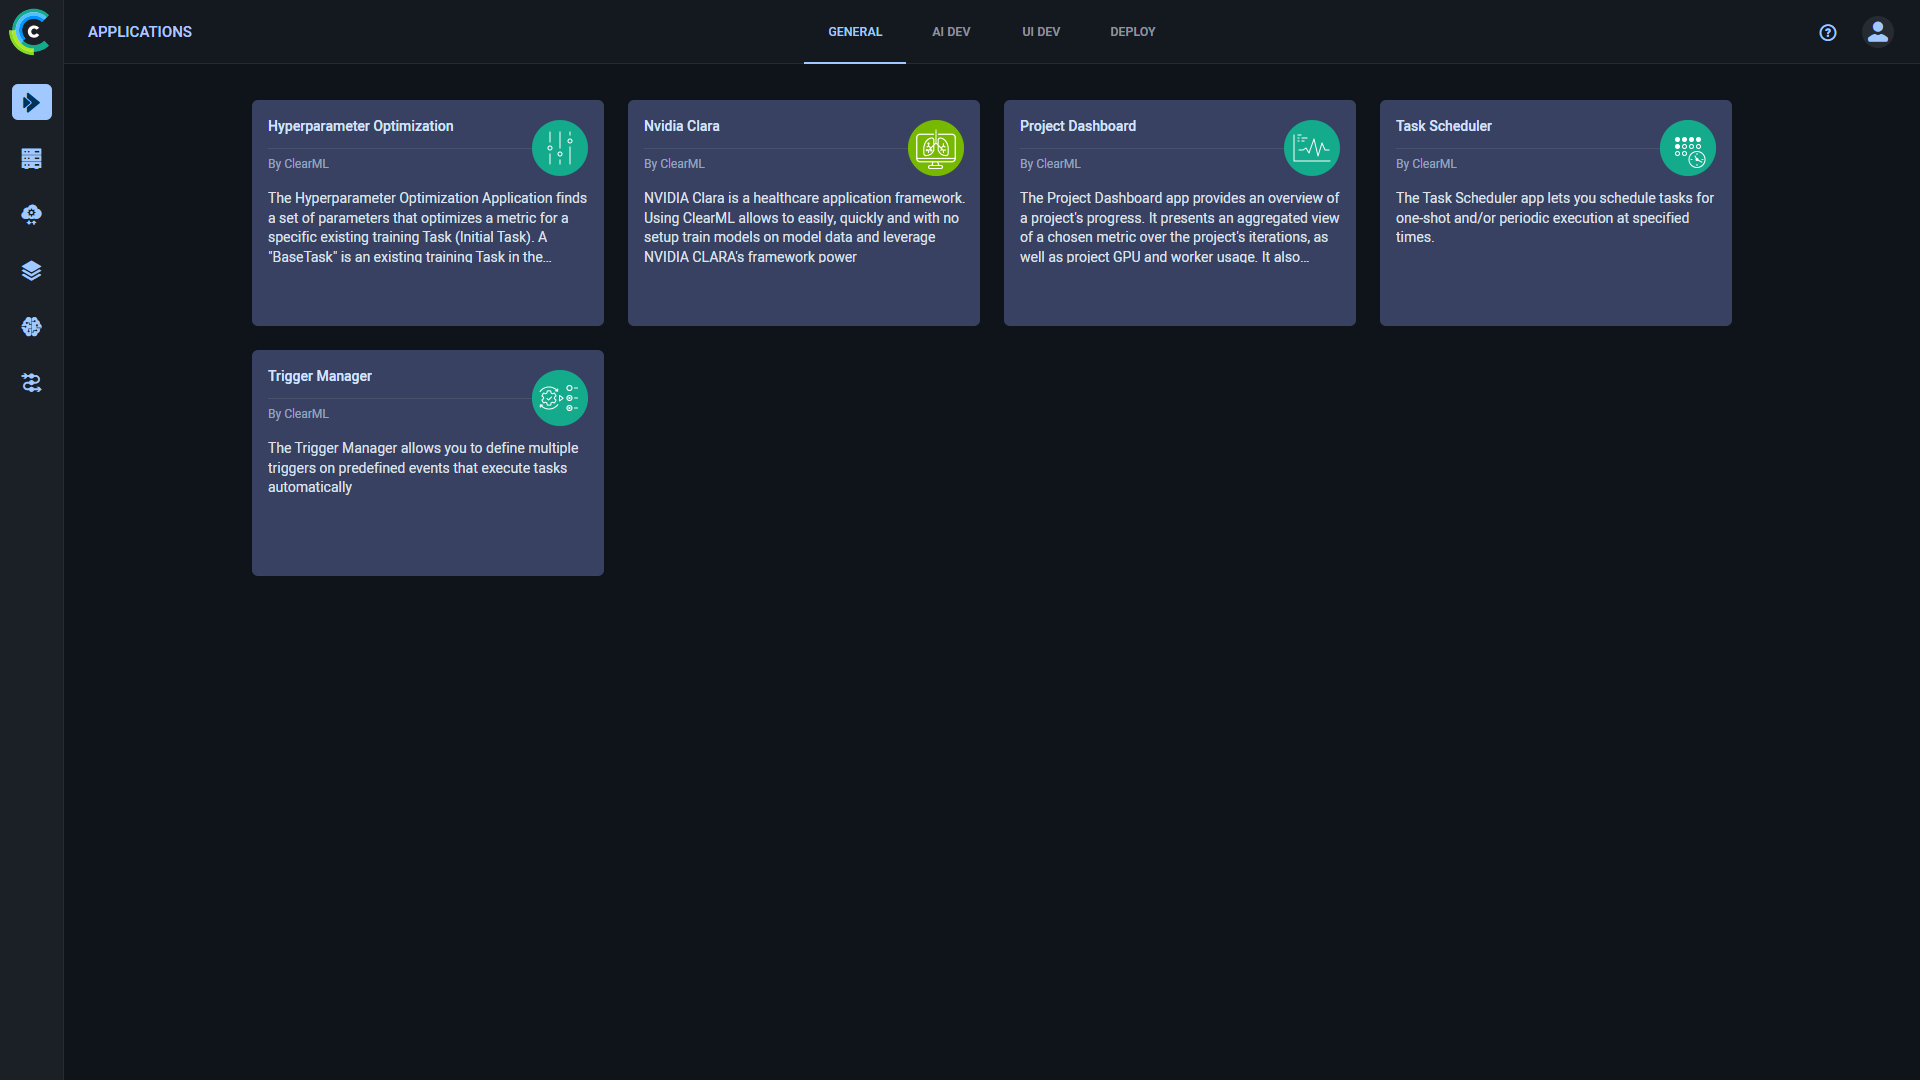 APPLICATIONS
GENERAL
AI DEV
UI DEV
DEPLOY
Hyperparameter Optimization
By ClearML
The Hyperparameter Optimization Application finds
a set of parameters that optimizes a metric for a
specific existing training Task (Initial Task). A
"BaseTask" is an existing training Task in the...
Nvidia Clara
By ClearML
NVIDIA Clara is a healthcare application framework.
Using ClearML allows to easily, quickly and with no
setup train models on model data and leverage
NVIDIA CLARA's framework power
Project Dashboard
By ClearML
The Project Dashboard app provides an overview of
a project's progress. It presents an aggregated view
of a chosen metric over the project's iterations, as
well as project GPU and worker usage. It also...
Task Scheduler
By ClearML
The Task Scheduler app lets you schedule tasks for
one-shot and/or periodic execution at specified
times.
Trigger Manager
By ClearML
The Trigger Manager allows you to define multiple
triggers on predefined events that execute tasks
automatically